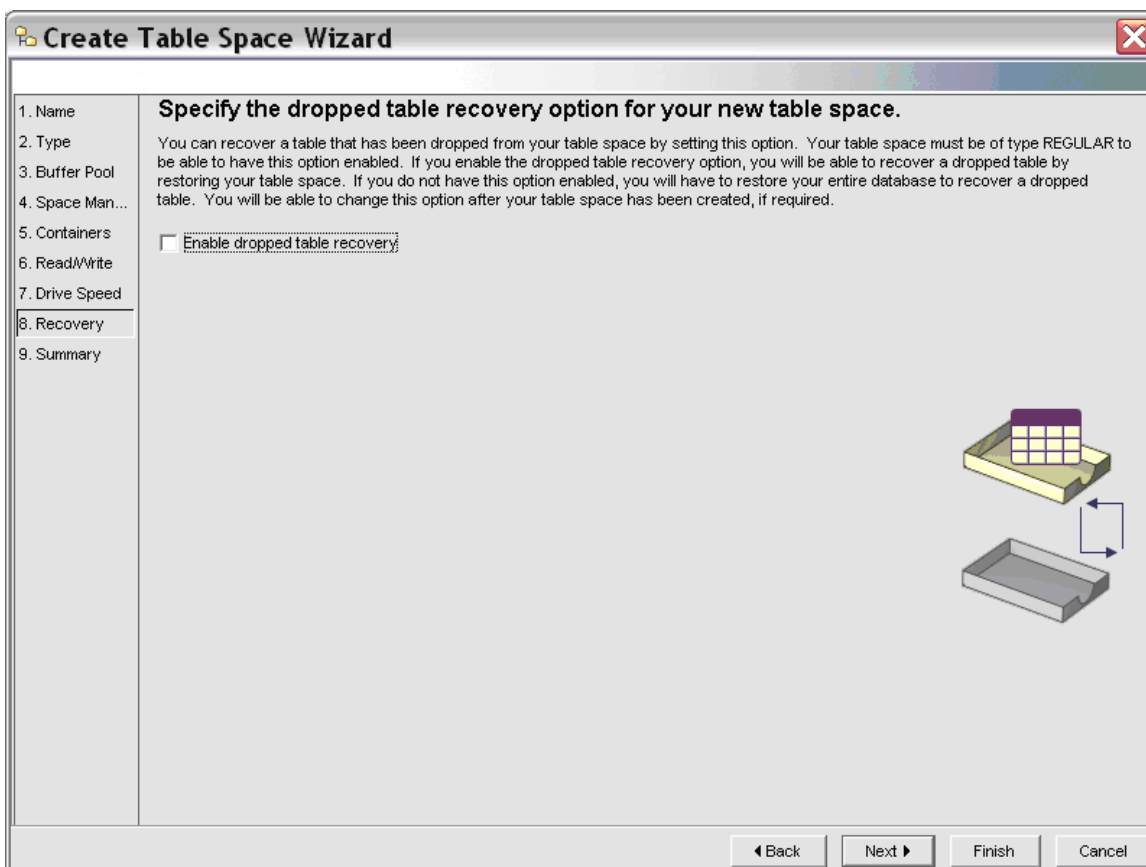 Create Table Space Wizard
1. Name
2. Type
3. Buffer Pool
4. Space Man...
5. Containers
6. Read/Write
7. Drive Speed
8. Recovery
9. Summary
Specify the dropped table recovery option for your new table space.
You can recover a table that has been dropped from your table space by setting this option. Your table space must be of type REGULAR to
be able to have this option enabled. If you enable the dropped table recovery option, you will be able to recover a dropped table by
restoring your table space. If you do not have this option enabled, you will have to restore your entire database to recover a dropped
table. You will be able to change this option after your table space has been created, if required.
Enable dropped table recovery
Back
Next
Finish
Cancel